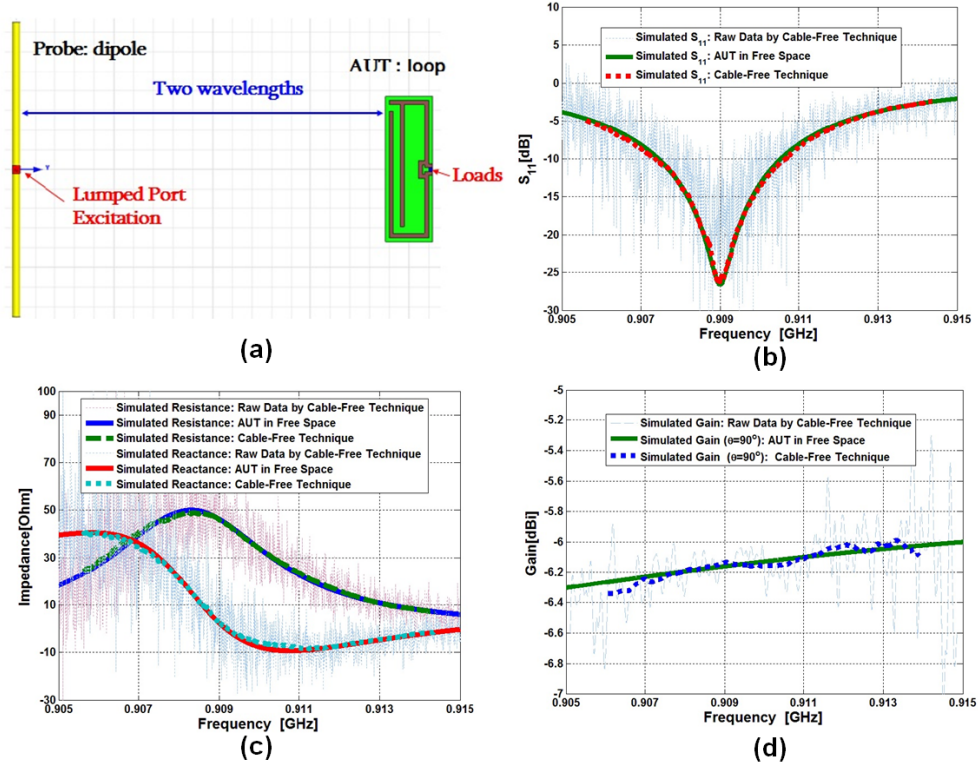 Probe: dipole
AUT : loop
Two wavelengths
Y
Loads
Lumped Port
Excitation
(a)
Simulated S11: Raw Data by Cable-Free Technique
Simulated S11: AUT in Free Space
Simulated S11: Cable-Free Technique
10
5
0
-5
-10
-15
-20
-25
-30
S11[dB]
0.905 0.907 0.909 0.911 0.913 0.915
Frequency [GHz]
(b)
Simulated Resistance: Raw Data by Cable-Free Technique
Simulated Resistance: AUT in Free Space
Simulated Resistance: Cable-Free Technique
Simulated Reactance: Raw Data by Cable-Free Technique
Simulated Reactance: AUT in Free Space
Simulated Reactance: Cable-Free Technique
100
90
70
50
30
10
-10
-30
Impedance[Ohm]
0.905 0.907 0.909 0.911 0.913 0.915
Frequency [GHz]
(c)
Simulated Gain: Raw Data by Cable-Free Technique
Simulated Gain (θ=90°): AUT in Free Space
Simulated Gain (θ=90°): Cable-Free Technique
-5
-5.2
-5.4
-5.6
-5.8
-6
-6.2
-6.4
-6.6
-6.8
-7
Gain[dBi]
0.905 0.907 0.909 0.911 0.913 0.915
Frequency [GHz]
(d)